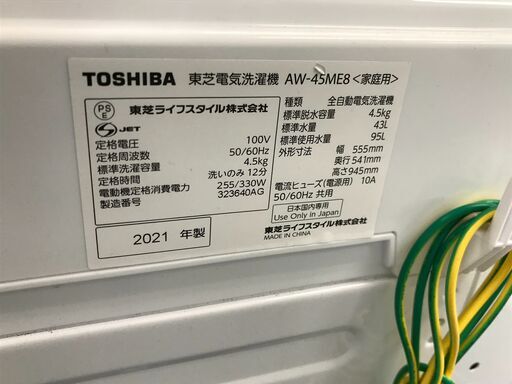 TOSHIBA 東芝電気洗濯機 AW-45ME8<家庭用>
PS
E
東芝ライフスタイル株式会社
S JET
定格電圧 100V
定格周波数 50/60Hz
標準洗濯容量 4.5kg
定格時間 洗いのみ 12分
電動機定格消費電力 255/330W
製造番号 323640AG
2021 年製
種類 全自動電気洗濯機
標準脱水容量 4.5kg
標準水量 43L
標準使用水量 95L
外形寸法 幅 555mm
奥行 541mm
高さ 945mm
電流ヒューズ(電源用) 10A
50/60Hz 共用
日本国内専用
Use Only in Japan
東芝ライフスタイル株式会社
MADE IN CHINA